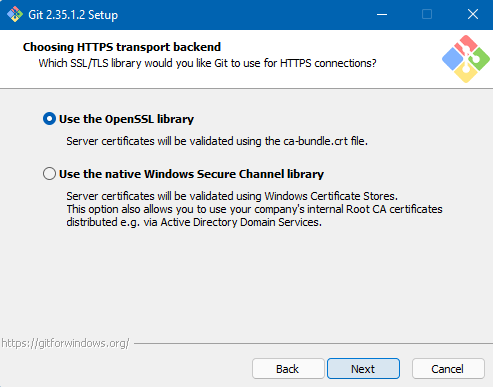 Git 2.35.1.2 Setup
Choosing HTTPS transport backend
Which SSL/TLS library would you like Git to use for HTTPS connections?
Use the OpenSSL library
Server certificates will be validated using the ca-bundle.crt file.
Use the native Windows Secure Channel library
Server certificates will be validated using Windows Certificate Stores.
This option also allows you to use your company's internal Root CA certificates
distributed e.g. via Active Directory Domain Services.
https://gitforwindows.org/
Back
Next
Cancel